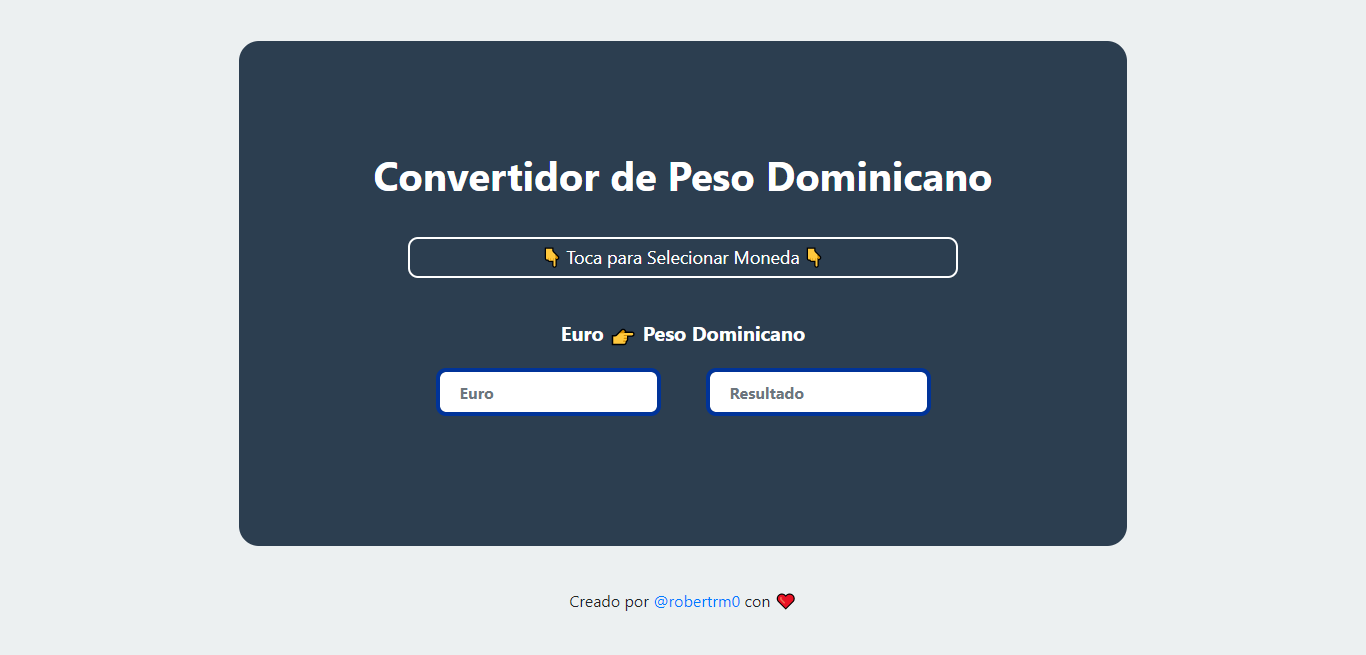 Convertidor de Peso Dominicano
👇 Toca para Selecionar Moneda 👇
Euro 👉 Peso Dominicano
Euro
Resultado
Creado por @robertrm0 con ❤️